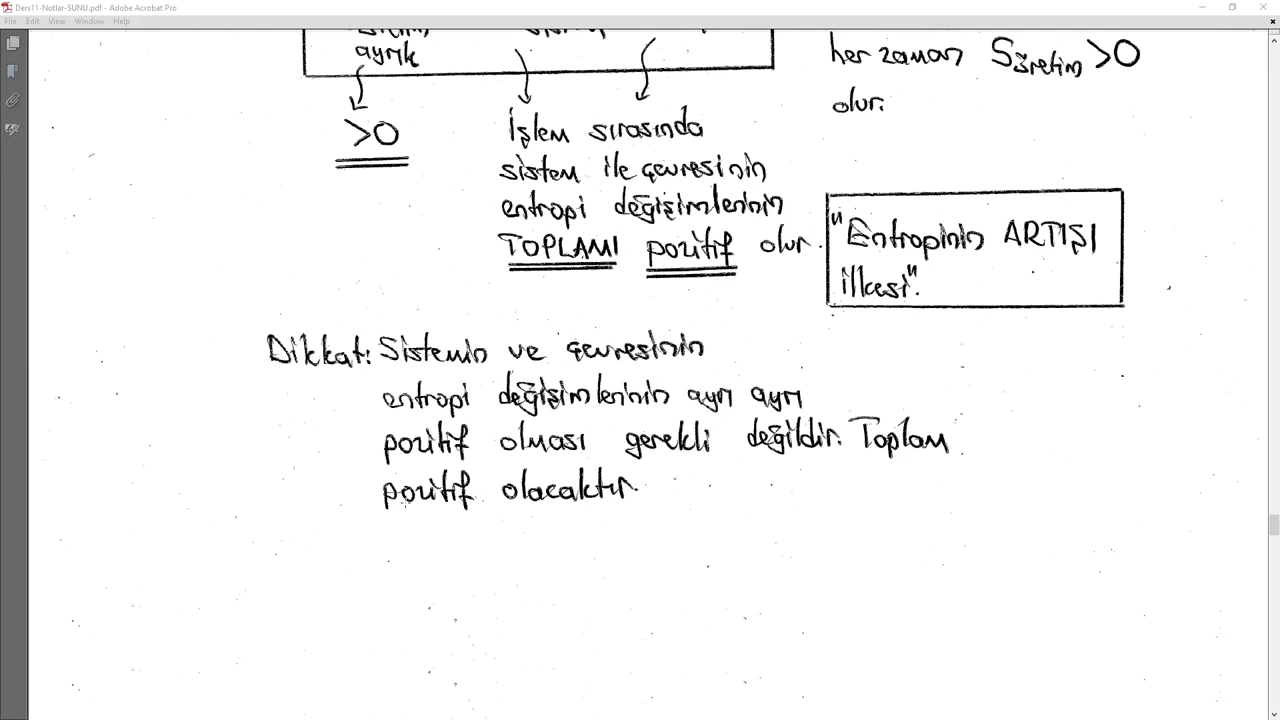 Ders11-Notlar-SUNU.pdf - Adobe Acrobat Pro
File Edit View Window Help
ayrık
her zaman Süretim >0
olur.
>0
İşlem sırasında
sistem ile çevresinin
entropi değişimlerinin
TOPLAMI pozitif olur.
"Entropinin ARTIŞI
ilkesi".
Dikkat: Sistemin ve çevresinin
entropi değişimlerinin ayrı ayrı
pozitif olması gerekli değildir. Toplam
pozitif olacaktır.